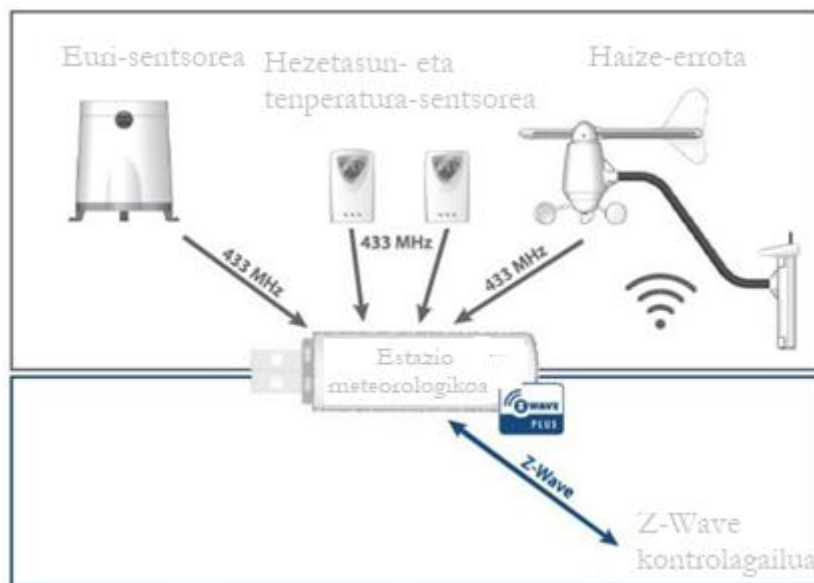 Euri-sentsorea
Hezetasun- eta
tenperatura-sentsorea
Haize-errota
433 MHz
433 MHz
433 MHz
Estazio
meteorologikoa
Z-WAVE
PLUS
Z-Wave
Z-Wave
kontrolagailua